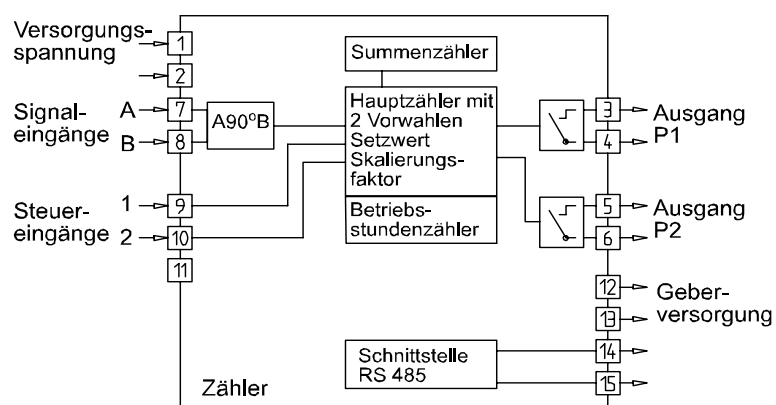 Versorgungs-
spannung
1
2
Signal-
eingänge
A
7
B
8
A90°B
Steuer-
eingänge
1
9
2
10
11
Zähler
Summenzähler
Hauptzähler mit
2 Vorwahlen
Setzwert
Skalierungs-
faktor
Betriebs-
stundenzähler
Schnittstelle
RS 485
3
4
Ausgang
P1
5
6
Ausgang
P2
12
13
Geber-
versorgung
14
15